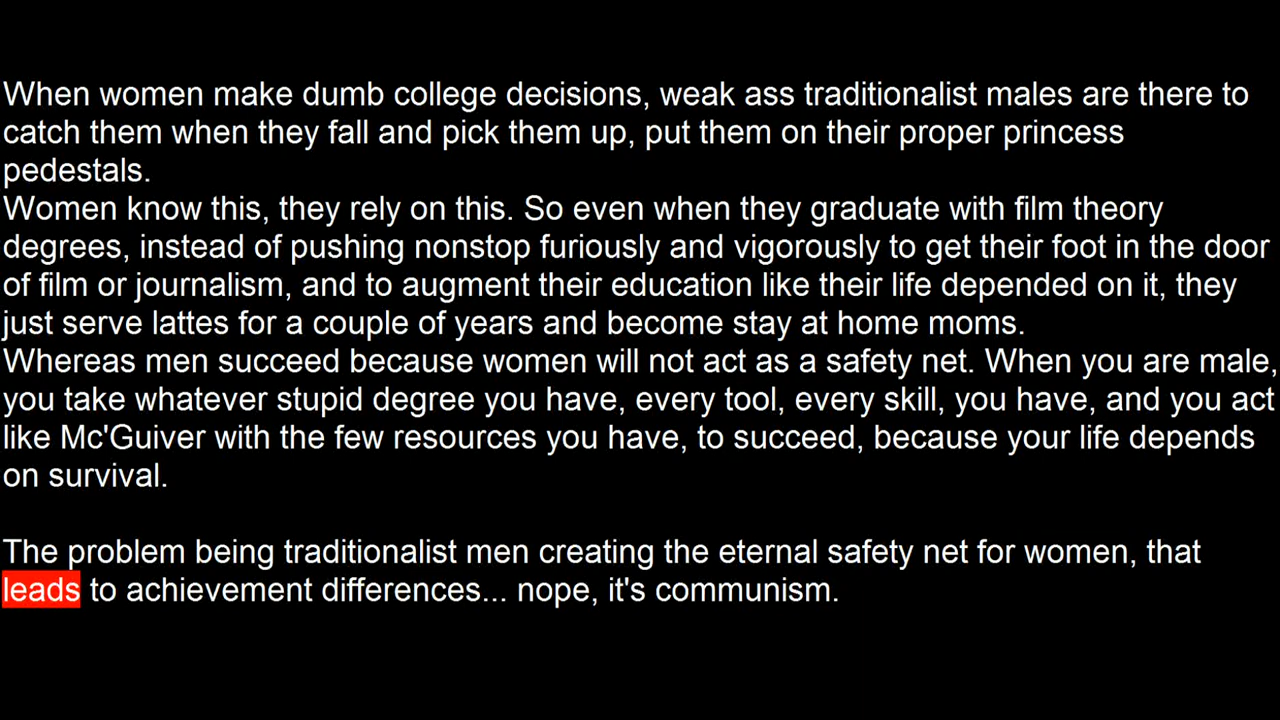 When women make dumb college decisions, weak ass traditionalist males are there to
catch them when they fall and pick them up, put them on their proper princess
pedestals.
Women know this, they rely on this. So even when they graduate with film theory
degrees, instead of pushing nonstop furiously and vigorously to get their foot in the door
of film or journalism, and to augment their education like their life depended on it, they
just serve lattes for a couple of years and become stay at home moms.
Whereas men succeed because women will not act as a safety net. When you are male,
you take whatever stupid degree you have, every tool, every skill, you have, and you act
like Mc'Guiver with the few resources you have, to succeed, because your life depends
on survival.
The problem being traditionalist men creating the eternal safety net for women, that
leads to achievement differences... nope, it's communism.